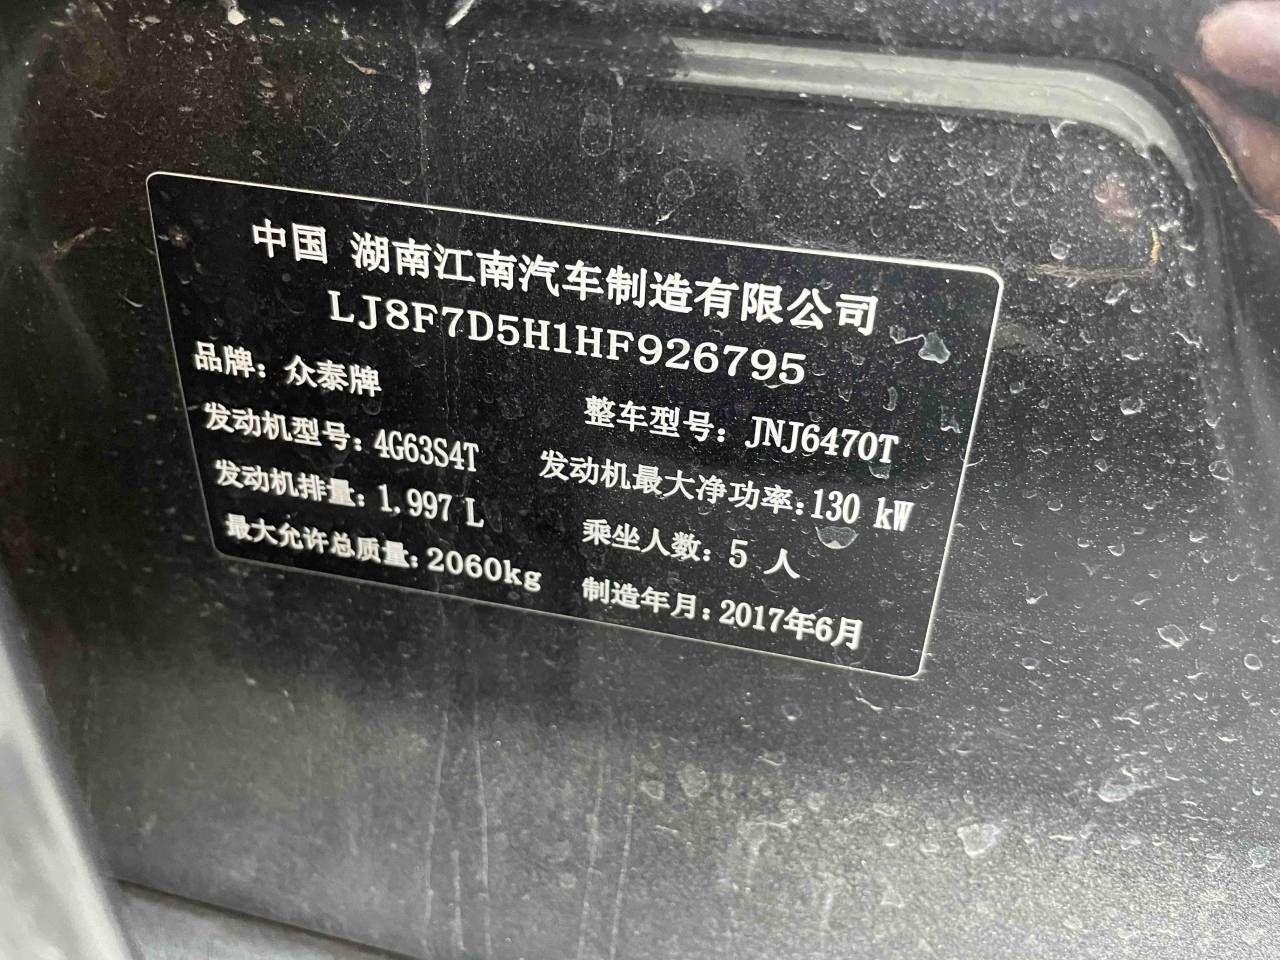 中国 湖南江南汽车制造有限公司
LJ8F7D5H1HF926795
品牌：众泰牌 整车型号：JNJ6470T
发动机型号：4G63S4T 发动机最大净功率：130 kW
发动机排量：1.997 L 乘坐人数：5 人
最大允许总质量：2060kg 制造年月：2017年6月